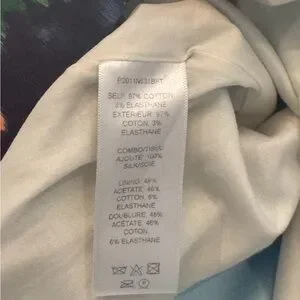 SELF: 97% COTTON
3% ELASTHANE
EXTERIEUR: 97%
COTON, 3%
ELASTHANE
COMBO/TISSU
AJOUTE: 100%
SILK/SOIE
LINING: 48%
ACETATE, 46%
COTTON, 6%
ELASTHANE
DOUBLURE: 48%
ACETATE, 46%
COTON,
6% ELASTHANE